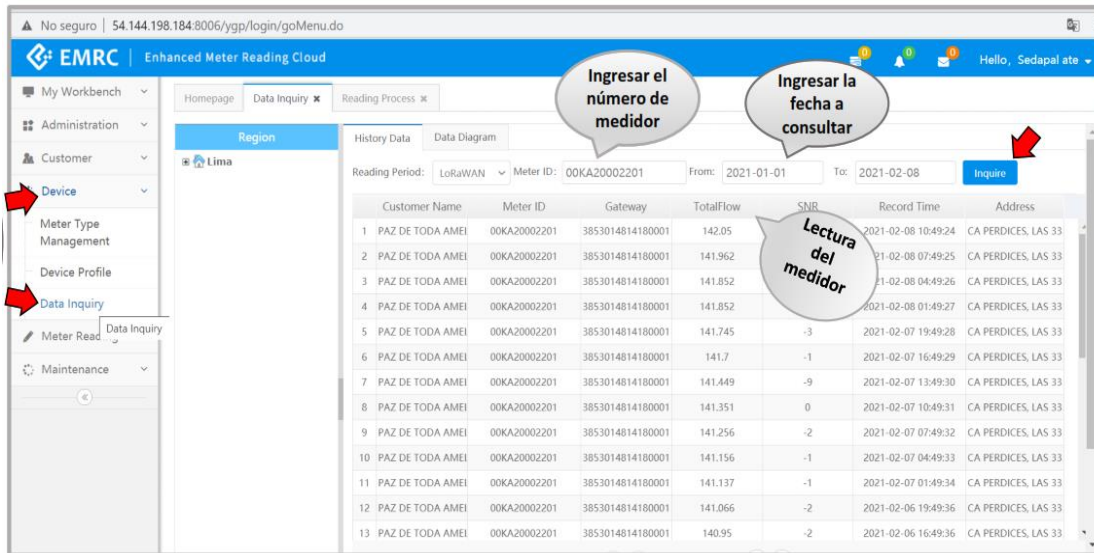 No seguro | 54.144.198.184:8006/ygp/login/goMenu.do
EMRC | Enhanced Meter Reading Cloud
0 0 0 Hello, Sedapal ate
My Workbench
Administration
Customer
Device
Meter Type
Management
Device Profile
Data Inquiry
Data Inquiry
Meter
Maintenance
Homepage Data Inquiry Reading Process
Region
Lima
Ingresar el
número de
medidor
Ingresar la
fecha a
consultar
History Data Data Diagram
Reading Period: LoRaWAN Meter ID: 00KA20002201 From: 2021-01-01 To: 2021-02-08 Inquire
Customer Name Meter ID Gateway TotalFlow SNR Record Time Address
Lectura
del
medidor
1 PAZ DE TODA AMEI 00KA20002201 3853014814180001 142.05 2021-02-08 10:49:24 CA PERDICES, LAS 33
2 PAZ DE TODA AMEI 00KA20002201 3853014814180001 141.962 21-02-08 07:49:25 CA PERDICES, LAS 33
3 PAZ DE TODA AMEI 00KA20002201 3853014814180001 141.852 21-02-08 04:49:26 CA PERDICES, LAS 33
4 PAZ DE TODA AMEI 00KA20002201 3853014814180001 141.852 2021-02-08 01:49:27 CA PERDICES, LAS 33
5 PAZ DE TODA AMEI 00KA20002201 3853014814180001 141.745 -3 2021-02-07 19:49:28 CA PERDICES, LAS 33
6 PAZ DE TODA AMEI 00KA20002201 3853014814180001 141.7 -1 2021-02-07 16:49:29 CA PERDICES, LAS 33
7 PAZ DE TODA AMEI 00KA20002201 3853014814180001 141.449 -9 2021-02-07 13:49:30 CA PERDICES, LAS 33
8 PAZ DE TODA AMEI 00KA20002201 3853014814180001 141.351 0 2021-02-07 10:49:31 CA PERDICES, LAS 33
9 PAZ DE TODA AMEI 00KA20002201 3853014814180001 141.256 -2 2021-02-07 07:49:32 CA PERDICES, LAS 33
10 PAZ DE TODA AMEI 00KA20002201 3853014814180001 141.156 -1 2021-02-07 04:49:33 CA PERDICES, LAS 33
11 PAZ DE TODA AMEI 00KA20002201 3853014814180001 141.137 -1 2021-02-07 01:49:34 CA PERDICES, LAS 33
12 PAZ DE TODA AMEI 00KA20002201 3853014814180001 141.066 -2 2021-02-06 19:49:36 CA PERDICES, LAS 33
13 PAZ DE TODA AMEI 00KA20002201 3853014814180001 140.95 -2 2021-02-06 16:49:36 CA PERDICES, LAS 33